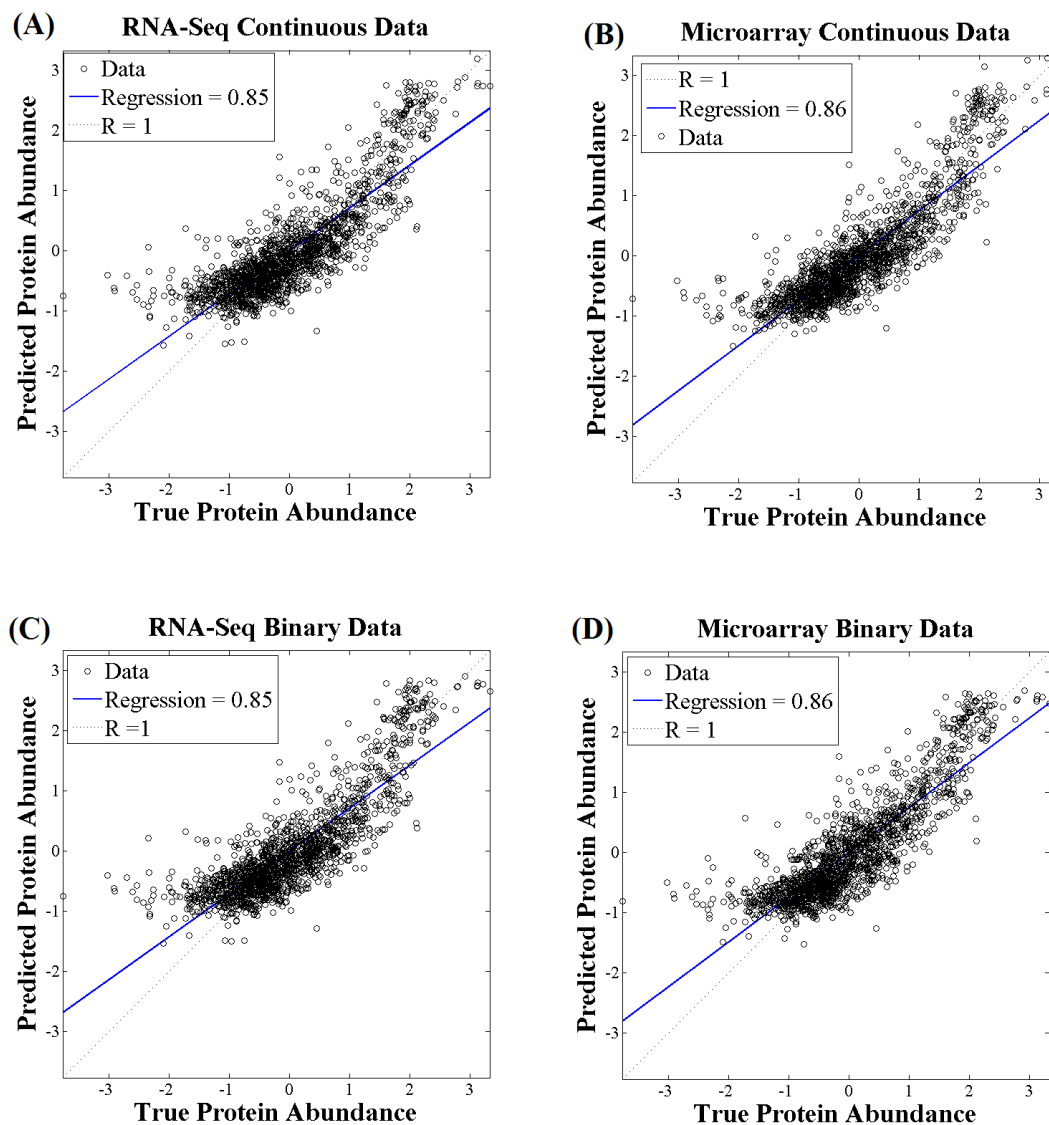 (A)
RNA-Seq Continuous Data
Data
Regression = 0.85
R = 1
3
2
1
0
-1
-2
-3
Predicted Protein Abundance
-3 -2 -1 0 1 2 3
True Protein Abundance
(B)
Microarray Continuous Data
R = 1
Regression = 0.86
Data
3
2
1
0
-1
-2
-3
Predicted Protein Abundance
-3 -2 -1 0 1 2 3
True Protein Abundance
(C)
RNA-Seq Binary Data
Data
Regression = 0.85
R =1
3
2
1
0
-1
-2
-3
Predicted Protein Abundance
-3 -2 -1 0 1 2 3
True Protein Abundance
(D)
Microarray Binary Data
Data
Regression = 0.86
R = 1
3
2
1
0
-1
-2
-3
Predicted Protein Abundance
-3 -2 -1 0 1 2 3
True Protein Abundance